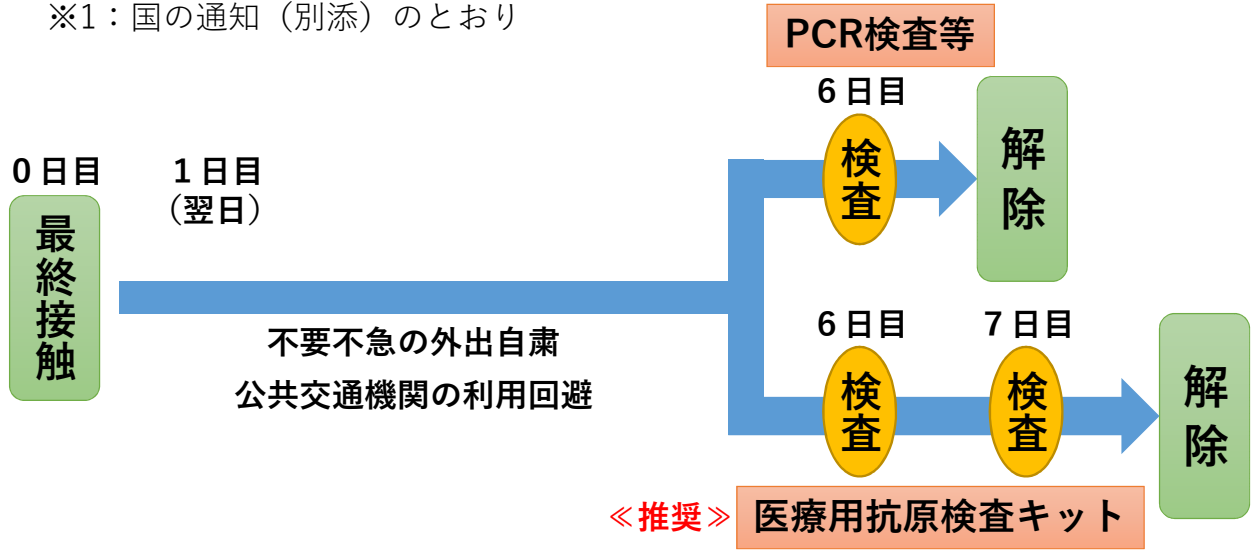 ※1：国の通知（別添）のとおり
PCR検査等
６日目
検査
解除
０日目
１日目
（翌日）
最終接触
不要不急の外出自粛
公共交通機関の利用回避
６日目
７日目
検査
検査
解除
≪推奨≫
医療用抗原検査キット